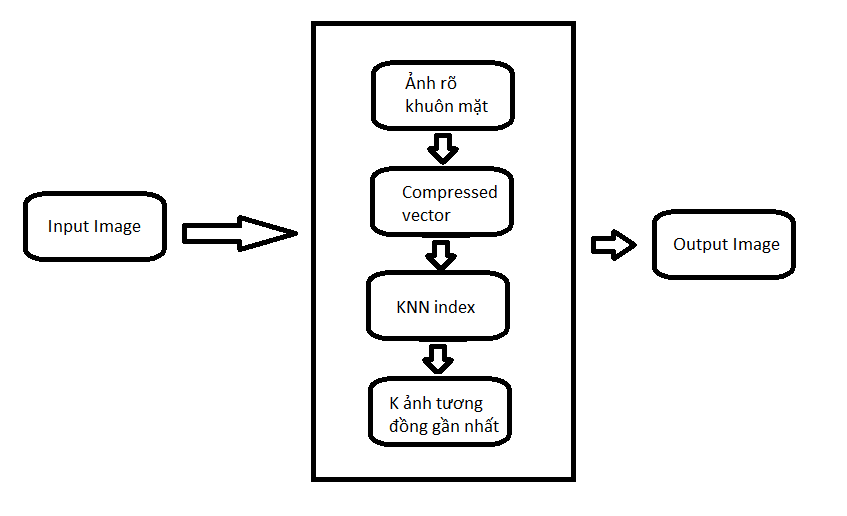 Input Image
Ảnh rõ
khuôn mặt
Compressed
vector
KNN index
K ảnh tương
đồng gần nhất
Output Image